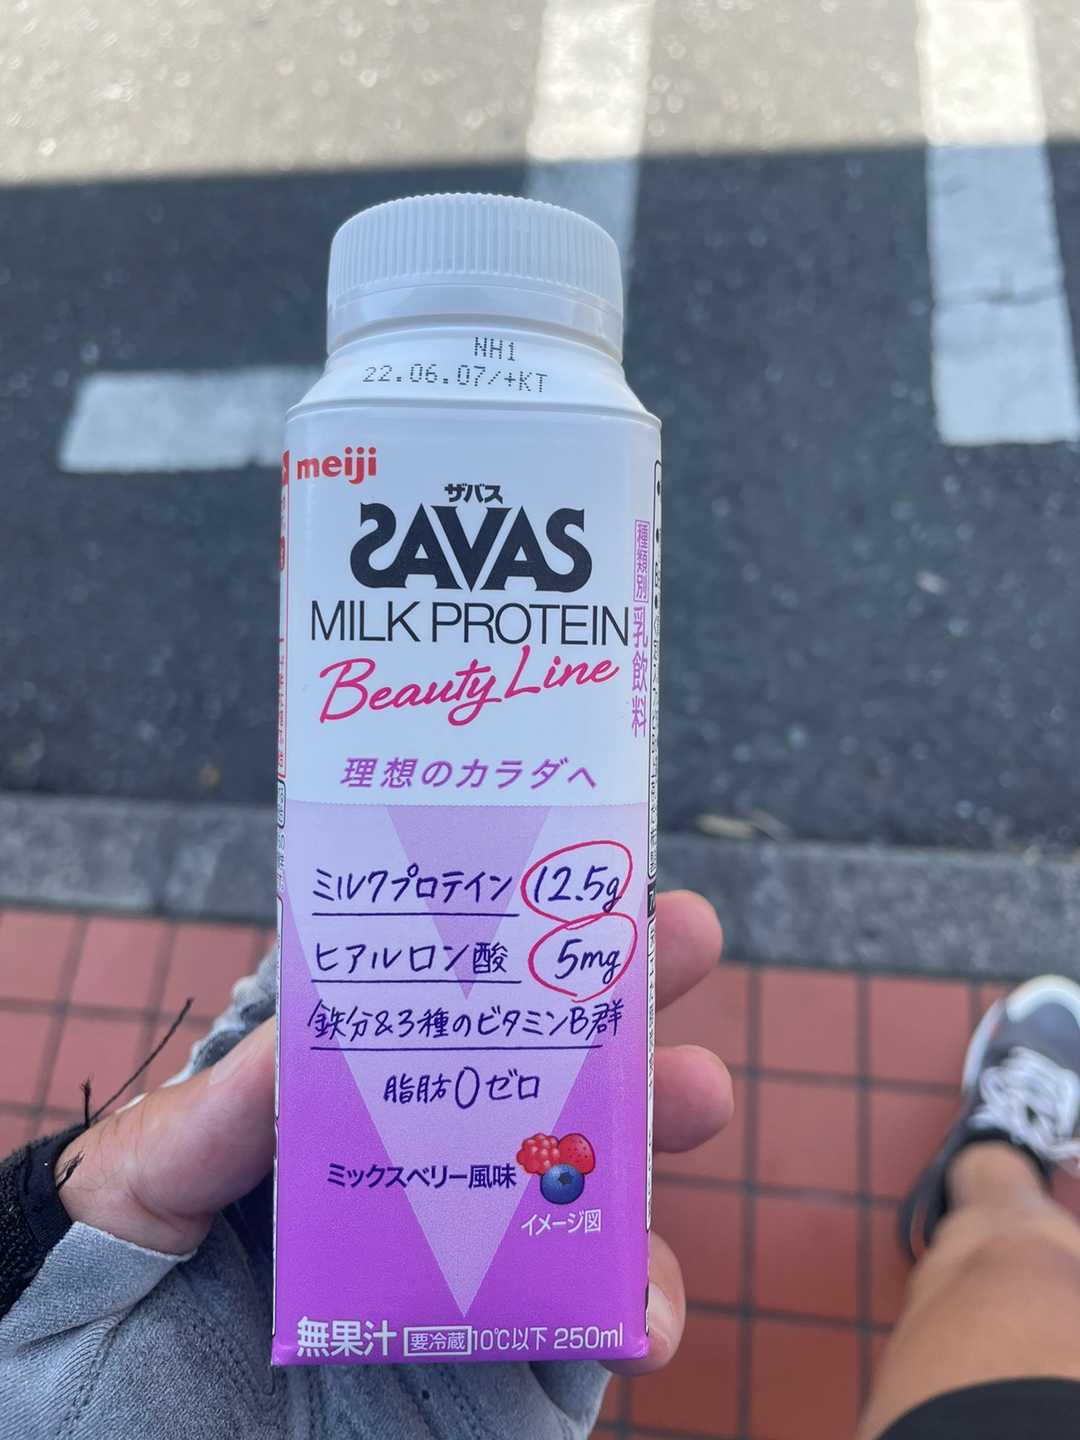 NH1
22.06.07/+KT
meiji
ザバス
SAVAS
MILK PROTEIN
Beauty Line
種類別 乳飲料
理想のカラダへ
ミルクプロテイン 12.5g
ヒアルロン酸 5mg
鉄分&3種のビタミンB群
脂肪0ゼロ
ミックスベリー風味
イメージ図
無果汁 要冷蔵 10℃以下 250ml